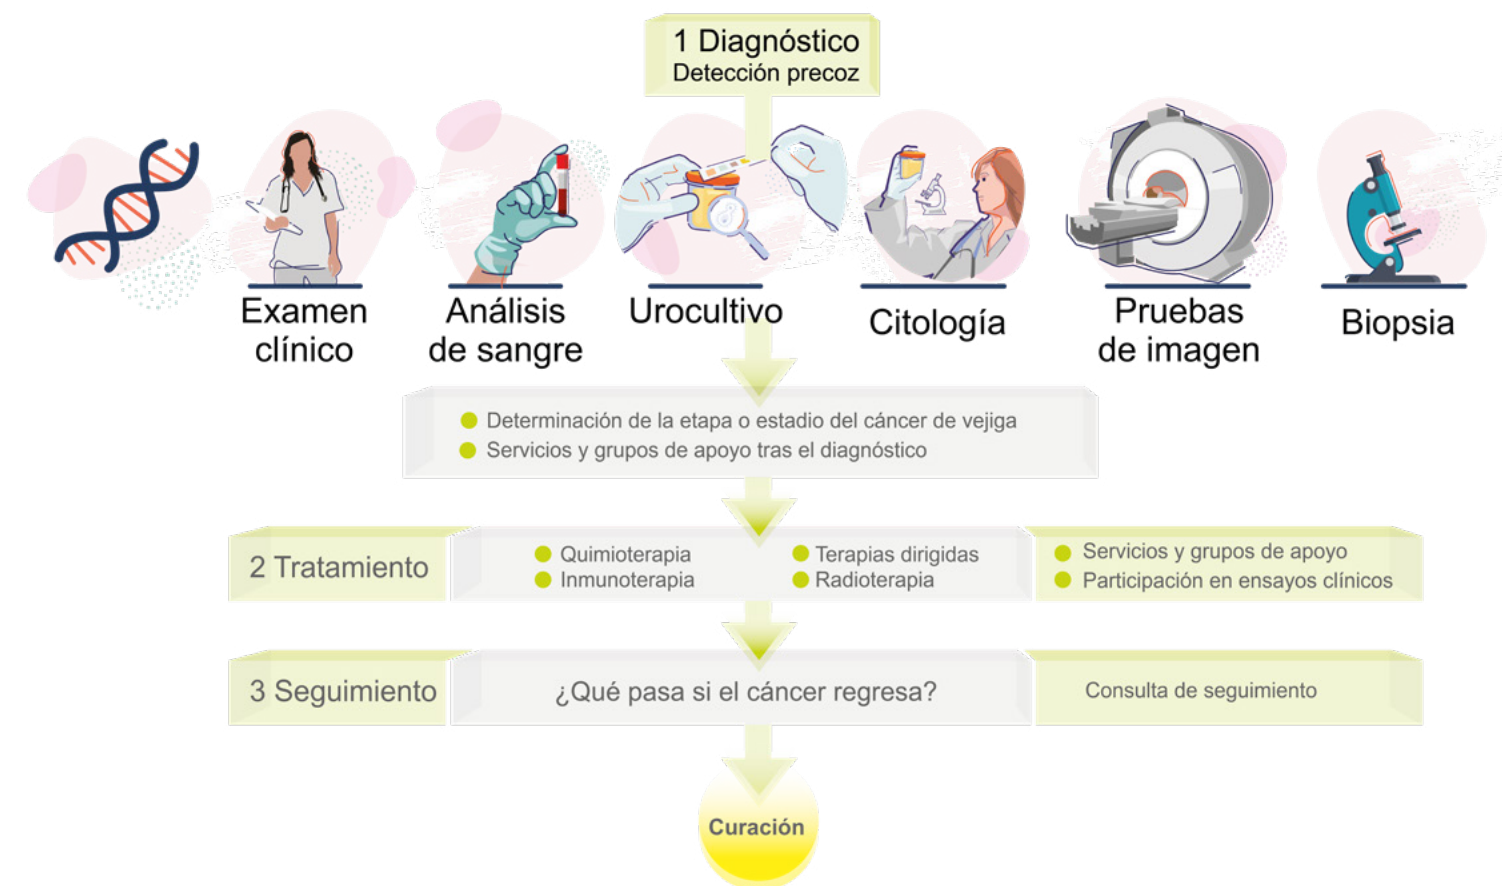 1 Diagnóstico
Detección precoz
Examen
clínico
Análisis
de sangre
Urocultivo
Citología
Pruebas
de imagen
Biopsia
Determinación de la etapa o estadio del cáncer de vejiga
Servicios y grupos de apoyo tras el diagnóstico
2 Tratamiento
Quimioterapia
Inmunoterapia
Terapias dirigidas
Radioterapia
Servicios y grupos de apoyo
Participación en ensayos clínicos
3 Seguimiento
¿Qué pasa si el cáncer regresa?
Consulta de seguimiento
Curación